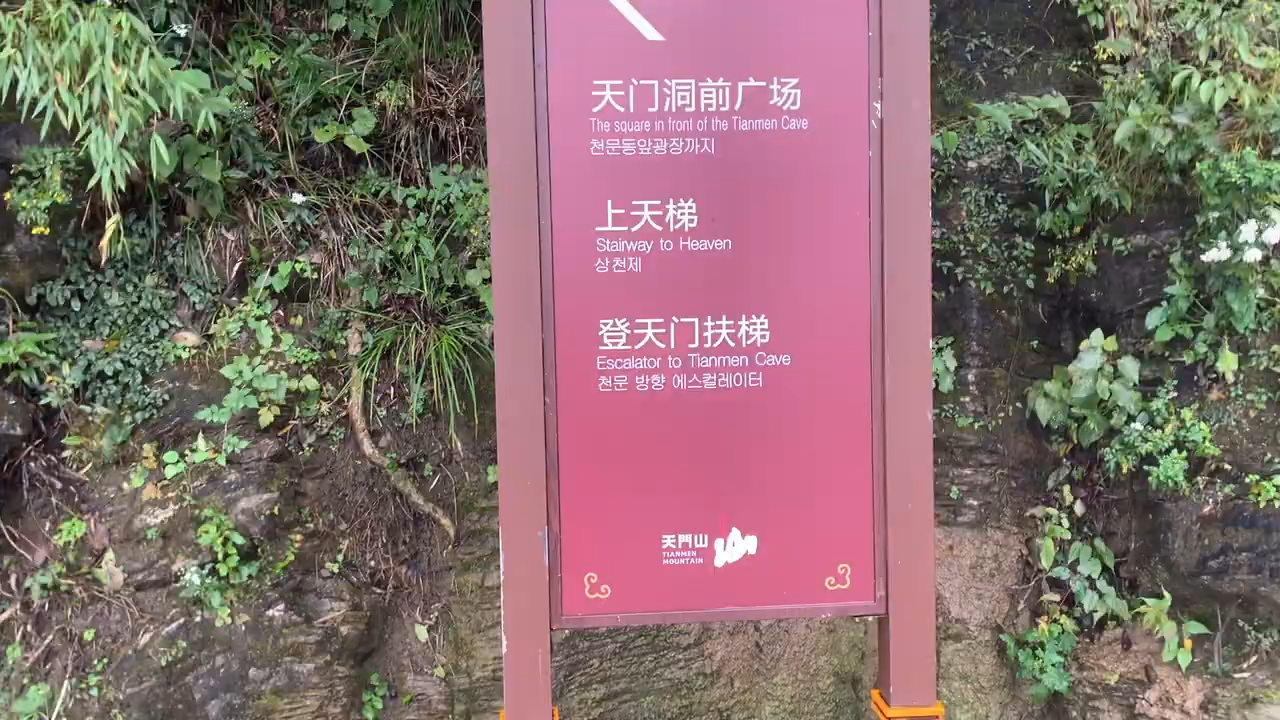 天门洞前广场
The square in front of the Tianmen Cave
천문동앞광장까지
上天梯
Stairway to Heaven
상천제
登天门扶梯
Escalator to Tianmen Cave
천문 방향 에스컬레이터
天門山
TIANMEN
MOUNTAIN